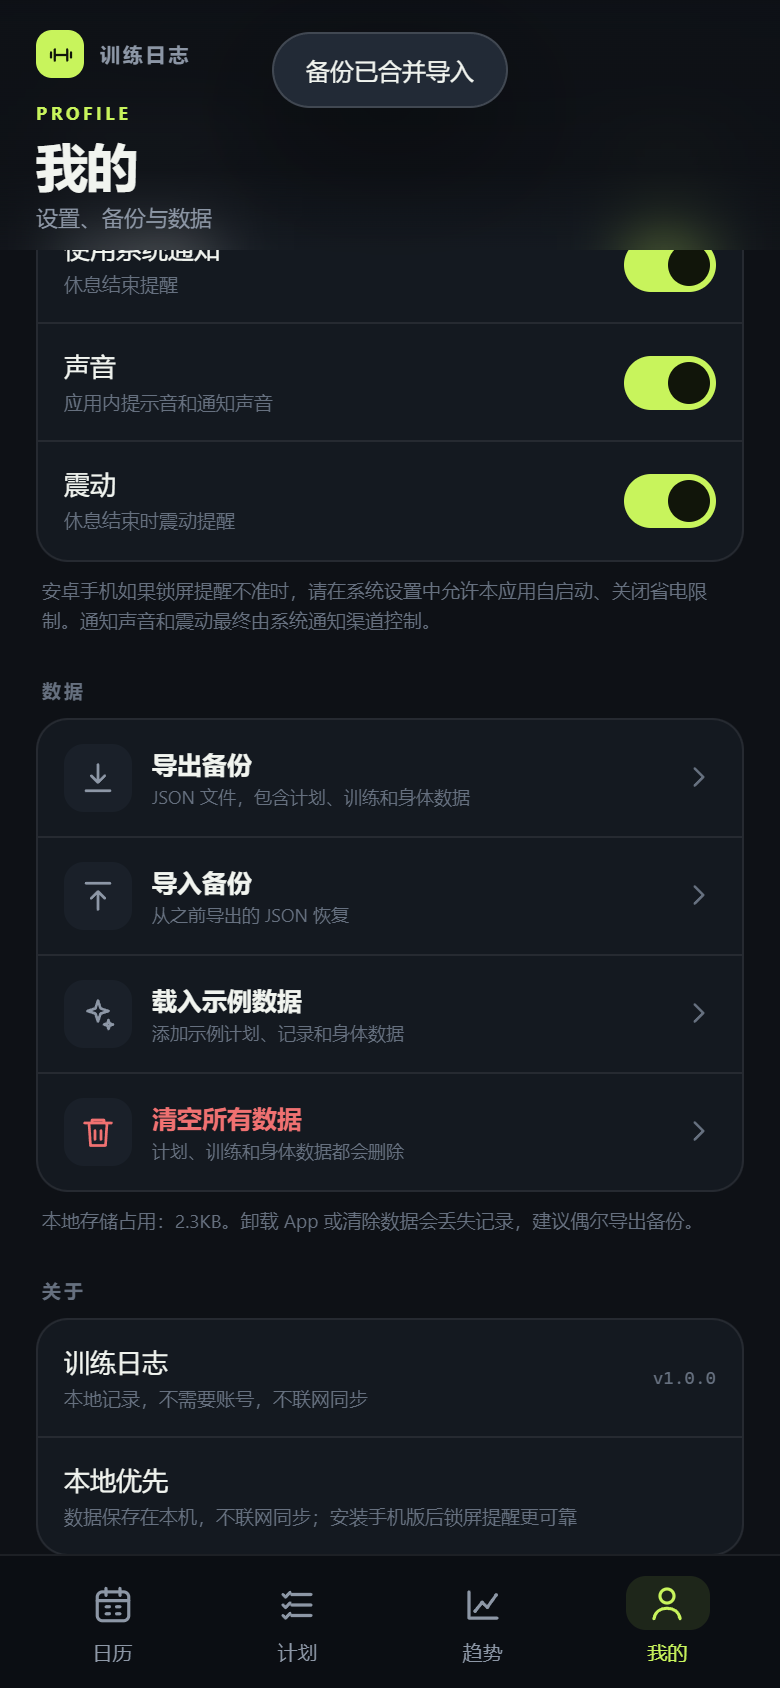 训练日志
备份已合并导入
PROFILE
我的
设置、备份与数据
使用系统通知
休息结束提醒
声音
应用内提示音和通知声音
震动
休息结束时震动提醒
安卓手机如果锁屏提醒不准时，请在系统设置中允许本应用自启动、关闭省电限
制。通知声音和震动最终由系统通知渠道控制。
数据
导出备份
JSON 文件，包含计划、训练和身体数据
导入备份
从之前导出的 JSON 恢复
载入示例数据
添加示例计划、记录和身体数据
清空所有数据
计划、训练和身体数据都会删除
本地存储占用：2.3KB。卸载 App 或清除数据会丢失记录，建议偶尔导出备份。
关于
训练日志
本地记录，不需要账号，不联网同步
v1.0.0
本地优先
数据保存在本机，不联网同步；安装手机版后锁屏提醒更可靠
日历
计划
趋势
我的